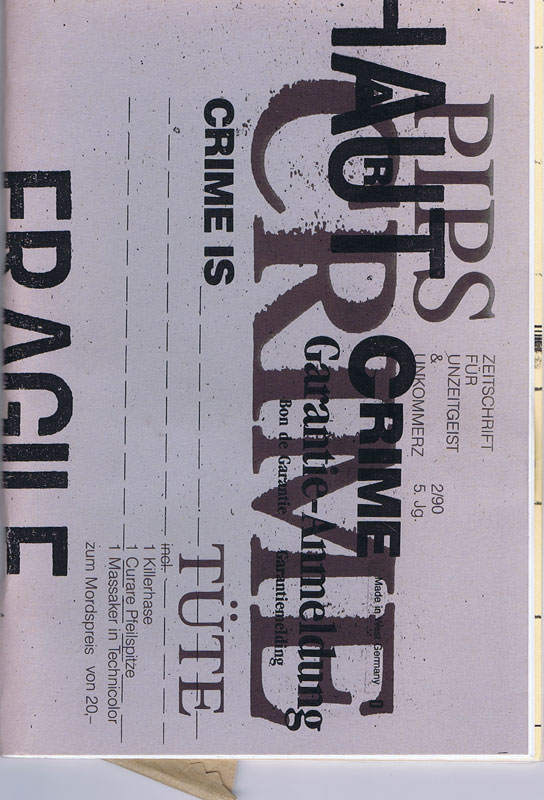 HAUT
PIPS
ZEITSCHRIFT
FÜR
UNZEITGEIST
&
UNKOMMERZ
2/90
5. Jg.
CRIME
CRIME
R
Made in West Germany
Garantie-Anmeldung
Bon de Garantie
Garantiemelding
CRIME IS
TÜTE
incl.
1 Killerhase
1 Curare Pfeilspitze
1 Massaker in Technicolor
zum Mordspreis von 20,-
FRAGILE